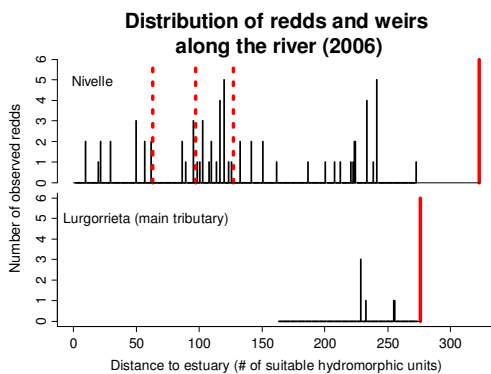 Distribution of redds and weirs
along the river (2006)
Number of observed redds
6
5
4
3
2
1
0
Nivelle
6
5
4
3
2
1
0
Lurgorrieta (main tributary)
0 50 100 150 200 250 300
Distance to estuary (# of suitable hydromorphic units)